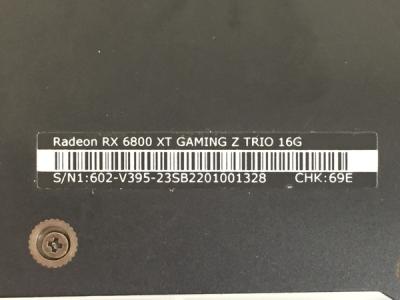 Radeon RX 6800 XT GAMING Z TRIO 16G
S/N1:602-V395-23SB2201001328 CHK:69E